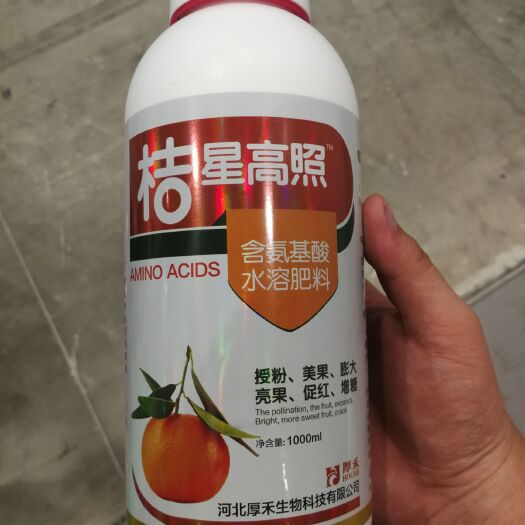 桔星高照™
AMINO ACIDS
含氨基酸
水溶肥料
授粉、美果、膨大
亮果、促红、增糖
The pollination, the fruit, expands
Bright, more sweet fruit, crack
净含量:1000ml
厚禾
HOUHE
河北厚禾生物科技有限公司